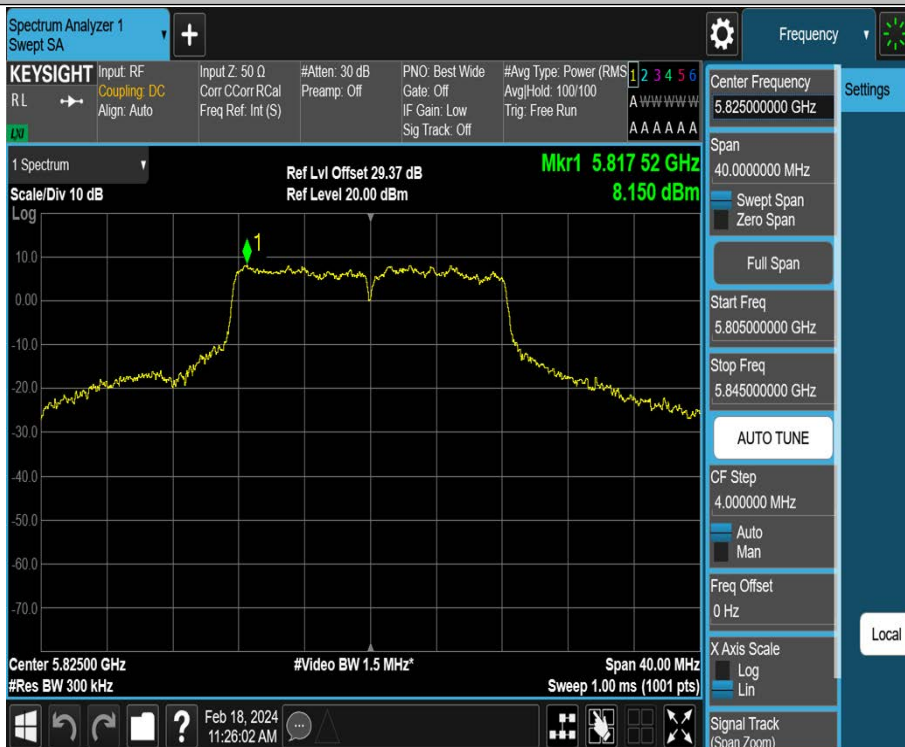 Spectrum Analyzer 1
Swept SA
Frequency
KEYSIGHT
RL
LXI
Input: RF
Coupling: DC
Align: Auto
Input Z: 50 Ω
Corr CCorr RCal
Freq Ref: Int (S)
#Atten: 30 dB
Preamp: Off
PNO: Best Wide
Gate: Off
IF Gain: Low
Sig Track: Off
#Avg Type: Power (RMS
Avg|Hold: 100/100
Trig: Free Run
1 2 3 4 5 6
A W W W W W
A A A A A A
1 Spectrum
Scale/Div 10 dB
Log
Ref Lvl Offset 29.37 dB
Ref Level 20.00 dBm
Mkr1 5.817 52 GHz
8.150 dBm
1
10.0
0.00
-10.0
-20.0
-30.0
-40.0
-50.0
-60.0
-70.0
Center 5.82500 GHz
#Res BW 300 kHz
#Video BW 1.5 MHz*
Span 40.00 MHz
Sweep 1.00 ms (1001 pts)
Feb 18, 2024
11:26:02 AM
?
Center Frequency
5.825000000 GHz
Settings
Span
40.0000000 MHz
Swept Span
Zero Span
Full Span
Start Freq
5.805000000 GHz
Stop Freq
5.845000000 GHz
AUTO TUNE
CF Step
4.000000 MHz
Auto
Man
Freq Offset
0 Hz
Local
X Axis Scale
Log
Lin
Signal Track
(Span Zoom)